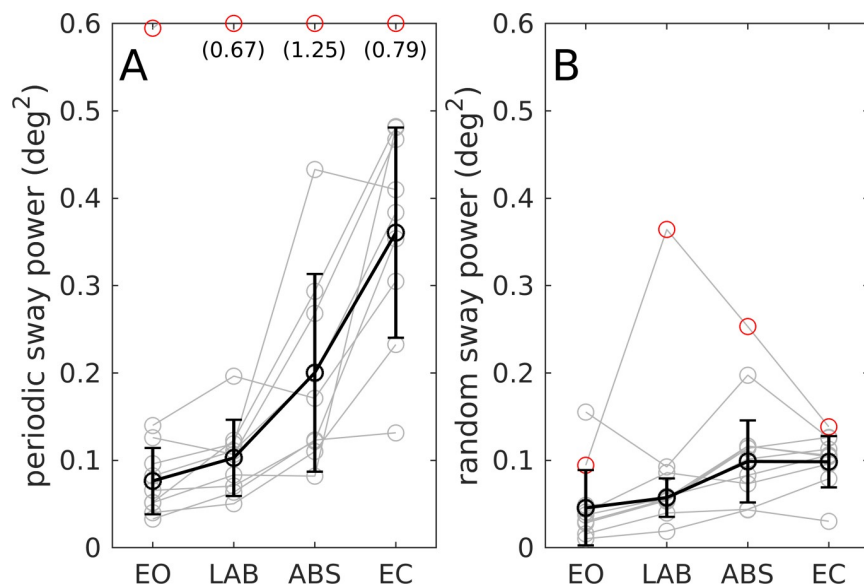 0.6
0.5
0.4
0.3
0.2
0.1
0
periodic sway power (deg²)
A
(0.67) (1.25) (0.79)
EO LAB ABS EC
0.6
0.5
0.4
0.3
0.2
0.1
0
random sway power (deg²)
B
EO LAB ABS EC